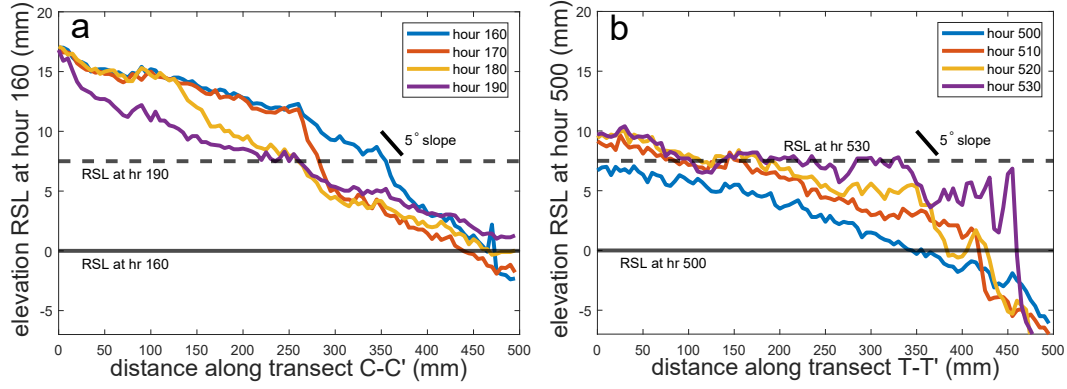 a
hour 160
hour 170
hour 180
hour 190
5° slope
RSL at hr 190
RSL at hr 160
20
15
10
5
0
-5
0 50 100 150 200 250 300 350 400 450 500
elevation RSL at hour 160 (mm)
distance along transect C-C' (mm)
b
hour 500
hour 510
hour 520
hour 530
5° slope
RSL at hr 530
RSL at hr 500
20
15
10
5
0
-5
0 50 100 150 200 250 300 350 400 450 500
elevation RSL at hour 500 (mm)
distance along transect T-T' (mm)